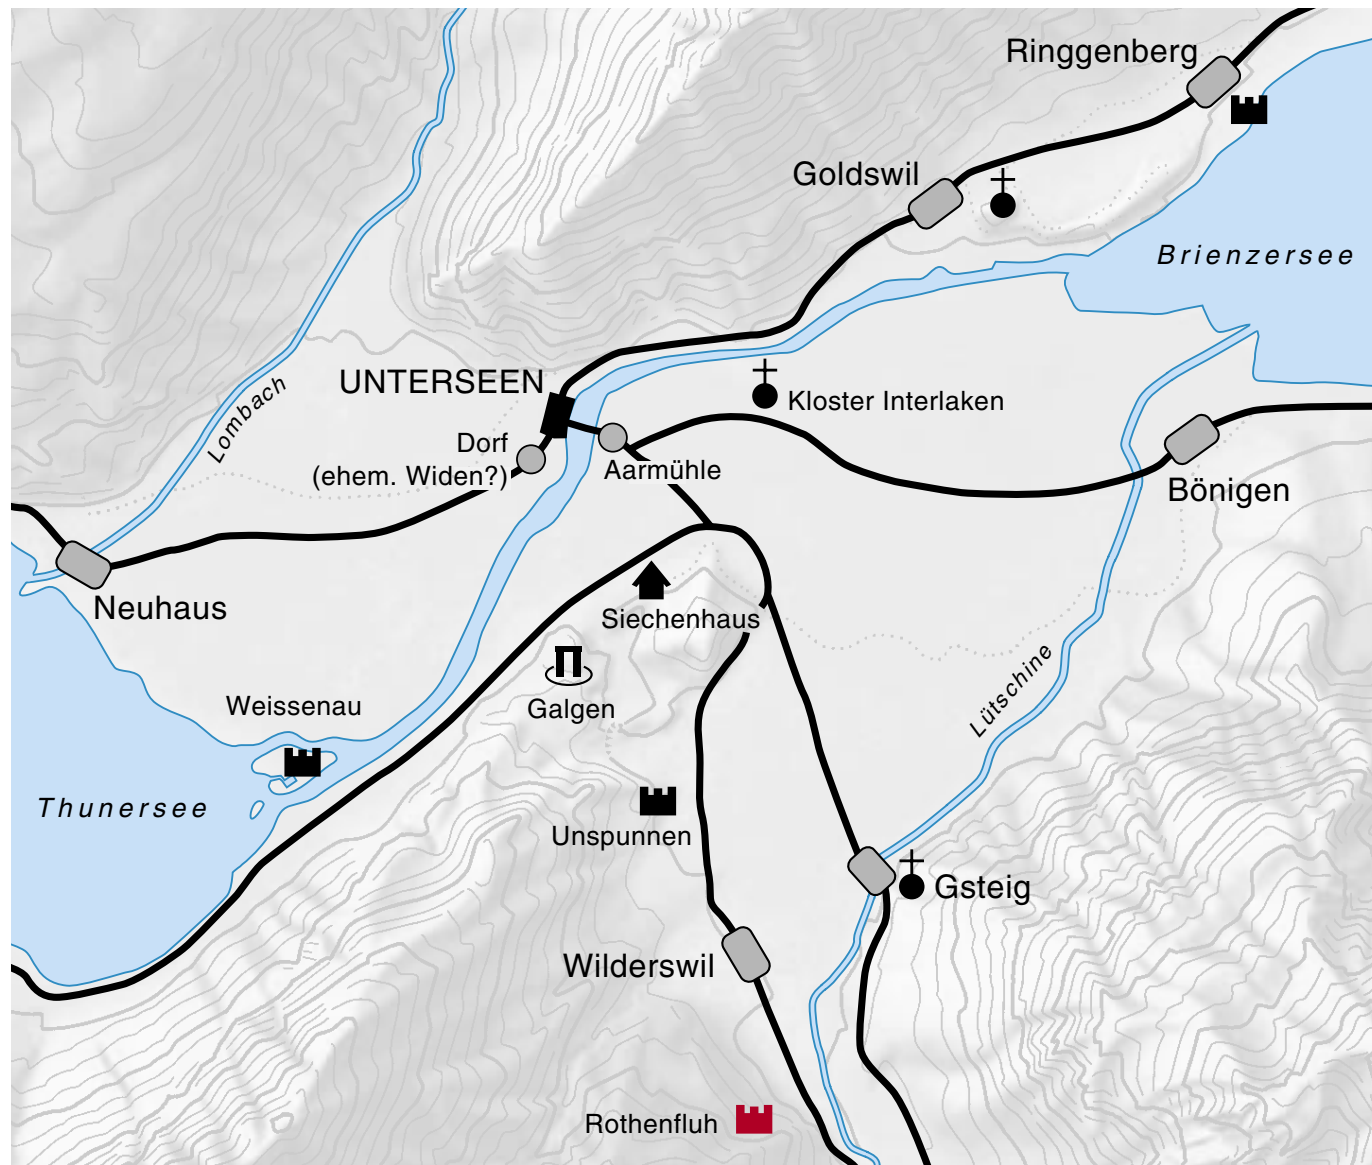 Ringgenberg
Goldswil
Brienzersee
UNTERSEEN
Lombach
Kloster Interlaken
Dorf
(ehem. Widen?)
Aarmühle
Bönigen
Neuhaus
Siechenhaus
Lütschine
Weissenau
Galgen
Thunersee
Unspunnen
Gsteig
Wilderswil
Rothenfluh